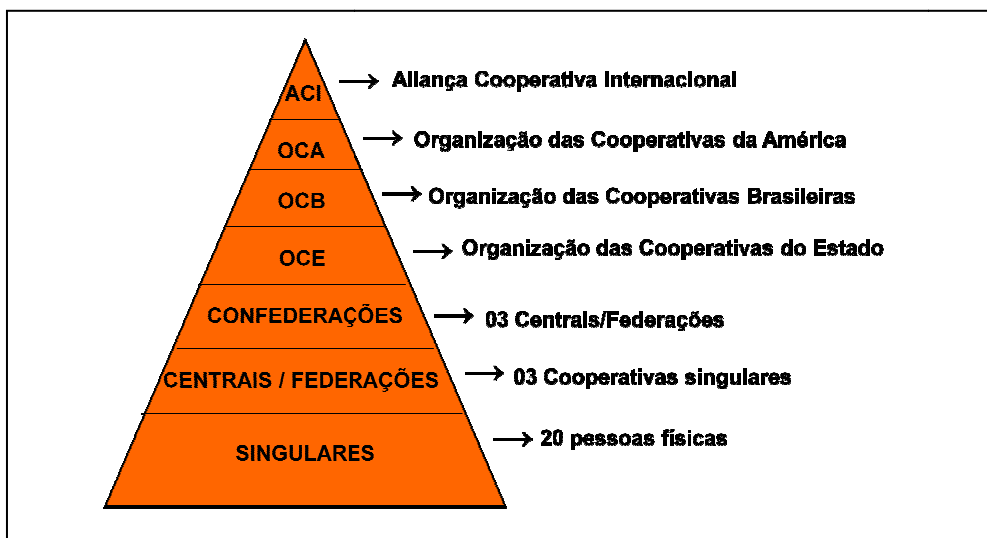 ACI
Aliança Cooperativa Internacional
OCA
Organização das Cooperativas da América
OCB
Organização das Cooperativas Brasileiras
OCE
Organização das Cooperativas do Estado
CONFEDERAÇÕES
03 Centrais/Federações
CENTRAIS / FEDERAÇÕES
03 Cooperativas singulares
SINGULARES
20 pessoas físicas